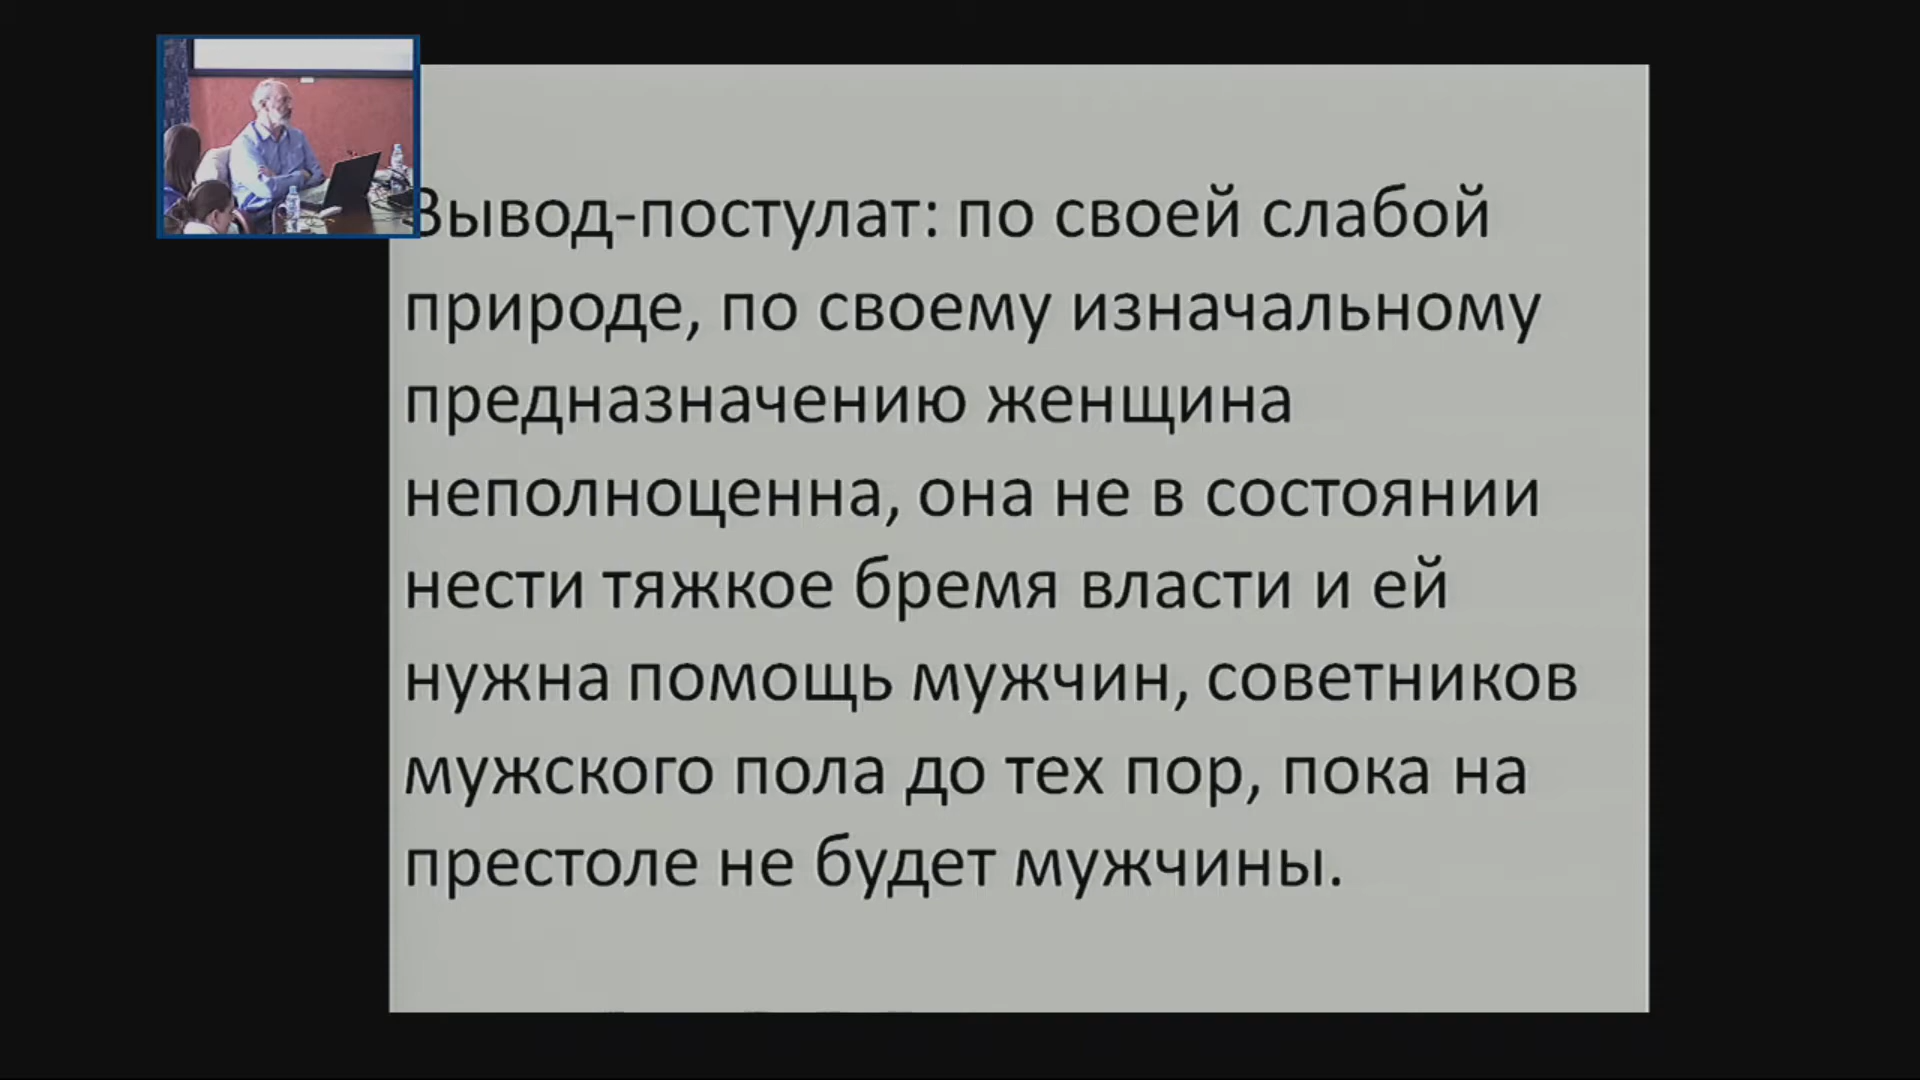 Вывод-постулат: по своей слабой
природе, по своему изначальному
предназначению женщина
неполноценна, она не в состоянии
нести тяжкое бремя власти и ей
нужна помощь мужчин, советников
мужского пола до тех пор, пока на
престоле не будет мужчины.